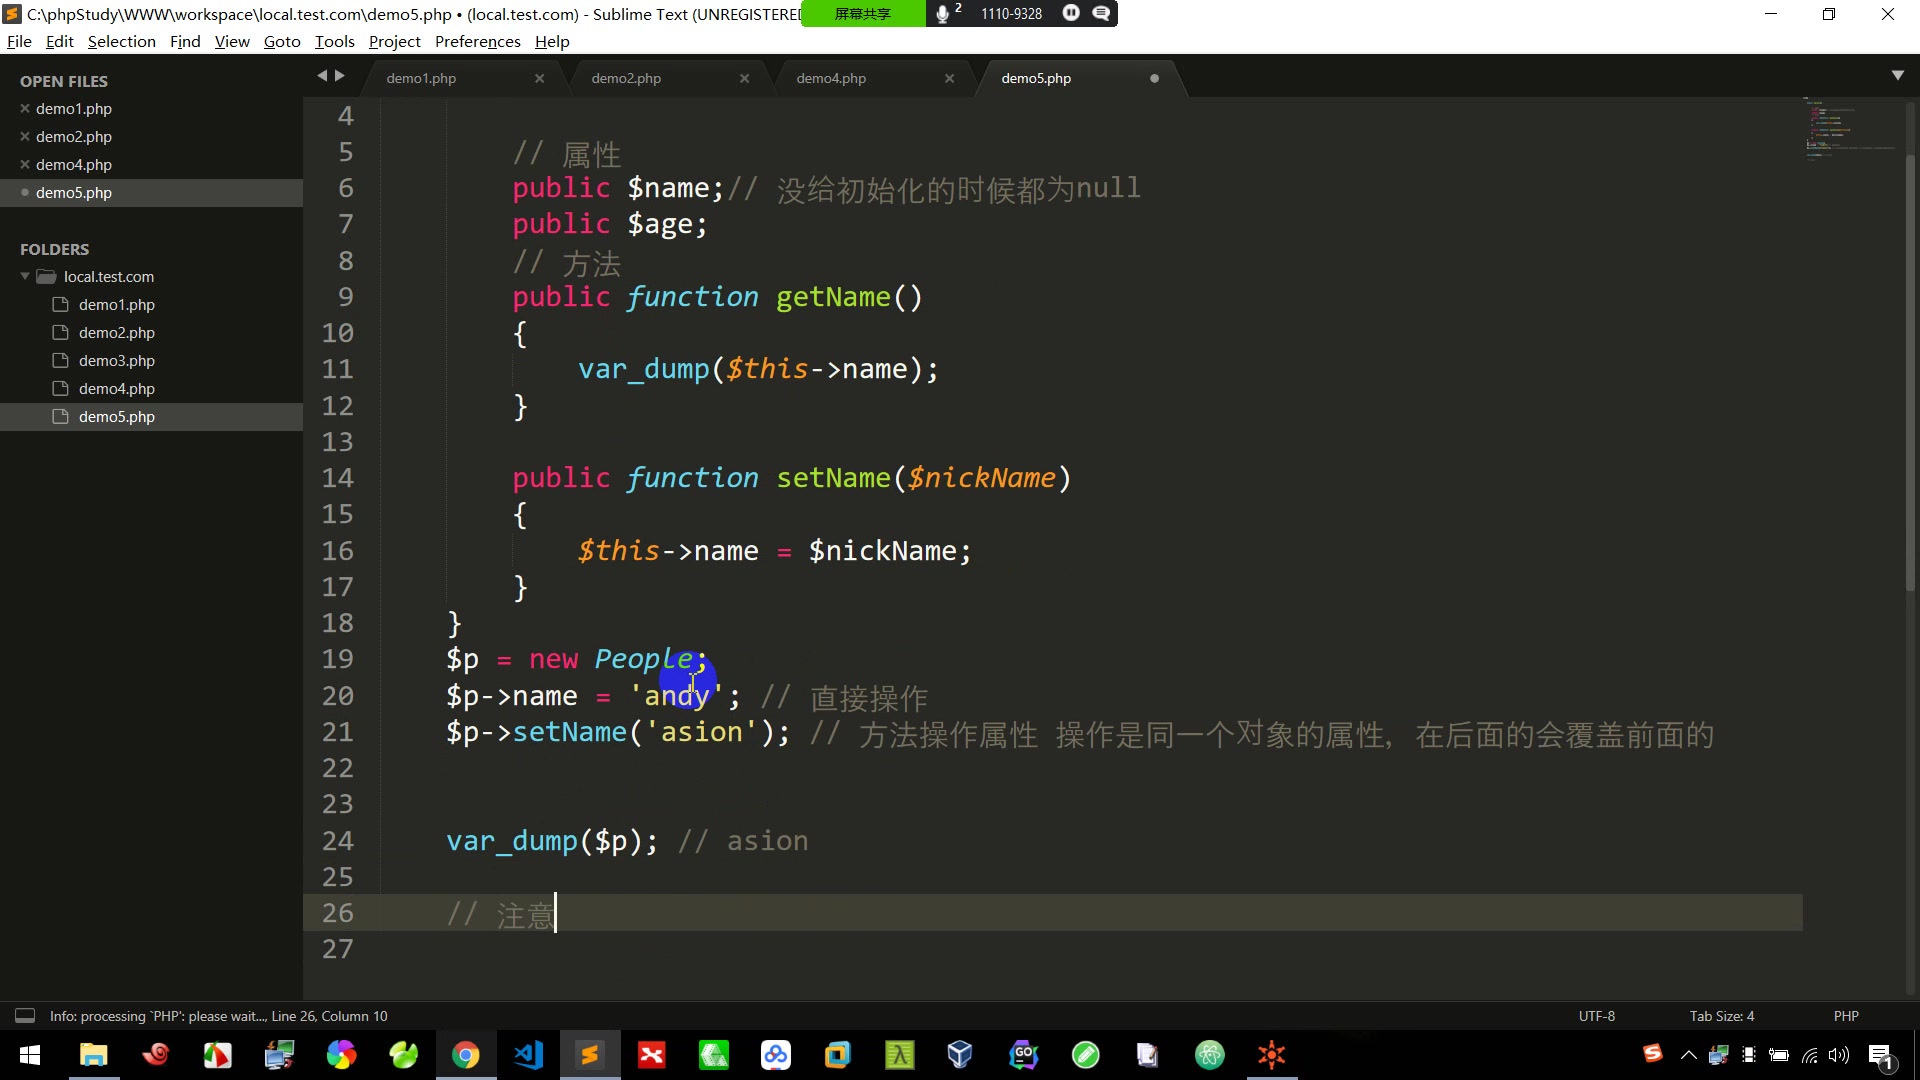 C:\phpStudy\WWW\workspace\local.test.com\demo5.php • (local.test.com) - Sublime Text (UNREGISTERED
屏幕共享
2
1110-9328
File Edit Selection Find View Goto Tools Project Preferences Help
OPEN FILES
demo1.php
demo2.php
demo4.php
demo5.php
FOLDERS
local.test.com
demo1.php
demo2.php
demo3.php
demo4.php
demo5.php
demo1.php demo2.php demo4.php demo5.php
4
5 // 属性
6 public $name;// 没给初始化的时候都为null
7 public $age;
8 // 方法
9 public function getName()
10 {
11 var_dump($this->name);
12 }
13
14 public function setName($nickName)
15 {
16 $this->name = $nickName;
17 }
18 }
19 $p = new People;
20 $p->name = 'andy'; // 直接操作
21 $p->setName('asion'); // 方法操作属性 操作是同一个对象的属性, 在后面的会覆盖前面的
22
23
24 var_dump($p); // asion
25
26 // 注意
27
Info: processing `PHP': please wait..., Line 26, Column 10
UTF-8
Tab Size: 4
PHP
GO
1